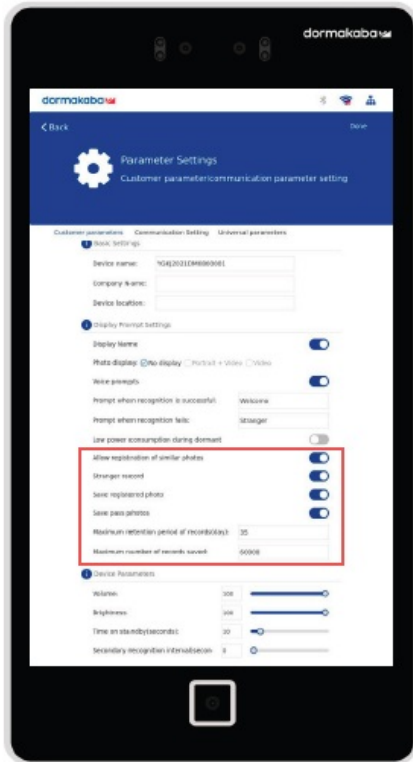 dormakaba
dormakaba
Back
Done
Parameter Settings
Customer parameter/communication parameter setting
Customer parameters Communication Setting Universal parameters
Basic Settings
Device name:
Company Name:
Device location:
Display Prompt Settings
Display Name
Photo display: No display Portrait + Video Video
Voice prompts
Prompt when recognition is successful: Welcome
Prompt when recognition fails: Stranger
Low power consumption during dormant
Allow registration of similar photos
Stranger record
Save registered photo
Save pass photos
Maximum retention period of records(day): 35
Maximum number of records saved: 60000
Device Parameters
Volume: 100
Brightness: 100
Time on standby(seconds): 10
Secondary recognition interval(secon 0